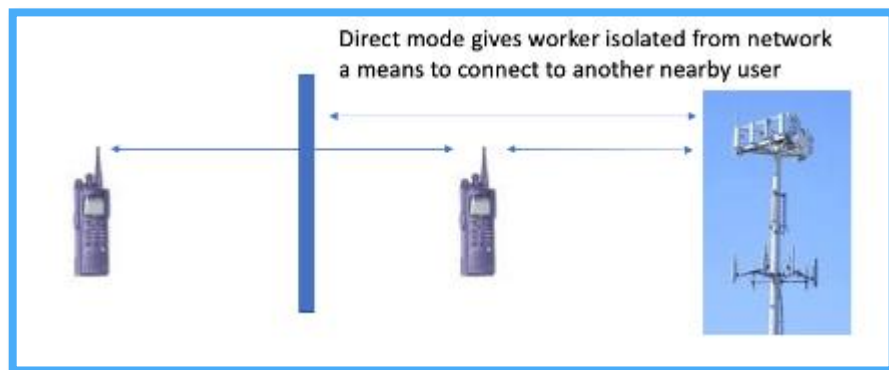 Direct mode gives worker isolated from network
a means to connect to another nearby user